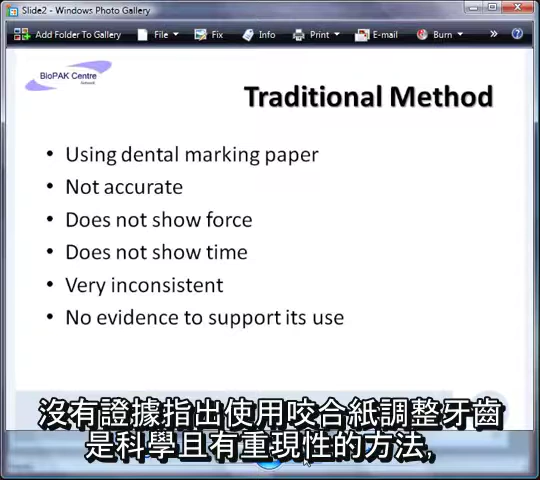 Slide2 - Windows Photo Gallery
Add Folder To Gallery File Fix Info Print E-mail Burn »
BioPAK Centre
Traditional Method
• Using dental marking paper
• Not accurate
• Does not show force
• Does not show time
• Very inconsistent
• No evidence to support its use
沒有證據指出使用咬合紙調整牙齒
是科學且有重現性的方法,